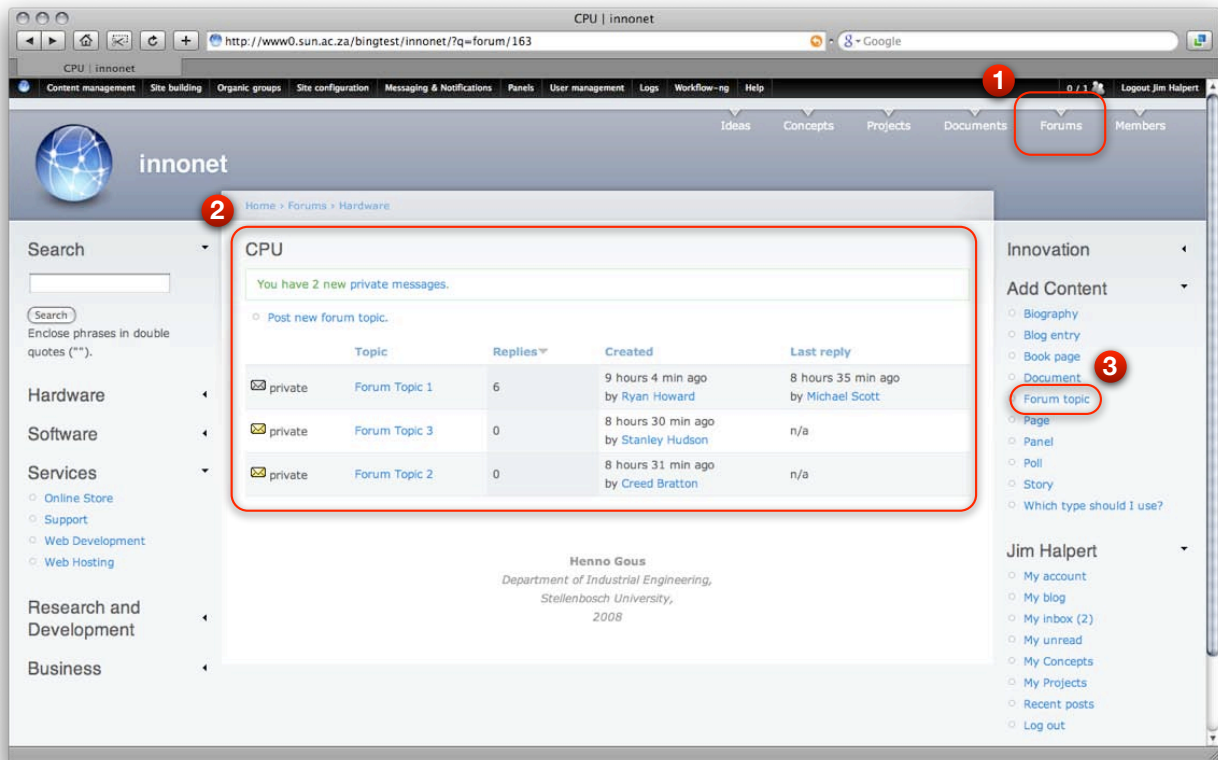 CPU | innonet
http://www0.sun.ac.za/bingtest/innonet/?q=forum/163
Google
CPU | innonet
Content management Site building Organic groups Site configuration Messaging & Notifications Panels User management Logs Workflow-ng Help 0 / 1 Logout Jim Halpert
1
Ideas Concepts Projects Documents Forums Members
innonet
2
Home > Forums > Hardware
Search
Search
Enclose phrases in double
quotes ("").
Hardware
Software
Services
Online Store
Support
Web Development
Web Hosting
Research and
Development
Business
CPU
You have 2 new private messages.
Post new forum topic.
Topic Replies Created Last reply
private Forum Topic 1 6 9 hours 4 min ago 8 hours 35 min ago
by Ryan Howard by Michael Scott
private Forum Topic 3 0 8 hours 30 min ago n/a
by Stanley Hudson
private Forum Topic 2 0 8 hours 31 min ago n/a
by Creed Bratton
Henno Gous
Department of Industrial Engineering,
Stellenbosch University,
2008
Innovation
Add Content
Biography
Blog entry
Book page
3
Document
Forum topic
Page
Panel
Poll
Story
Which type should I use?
Jim Halpert
My account
My blog
My inbox (2)
My unread
My Concepts
My Projects
Recent posts
Log out